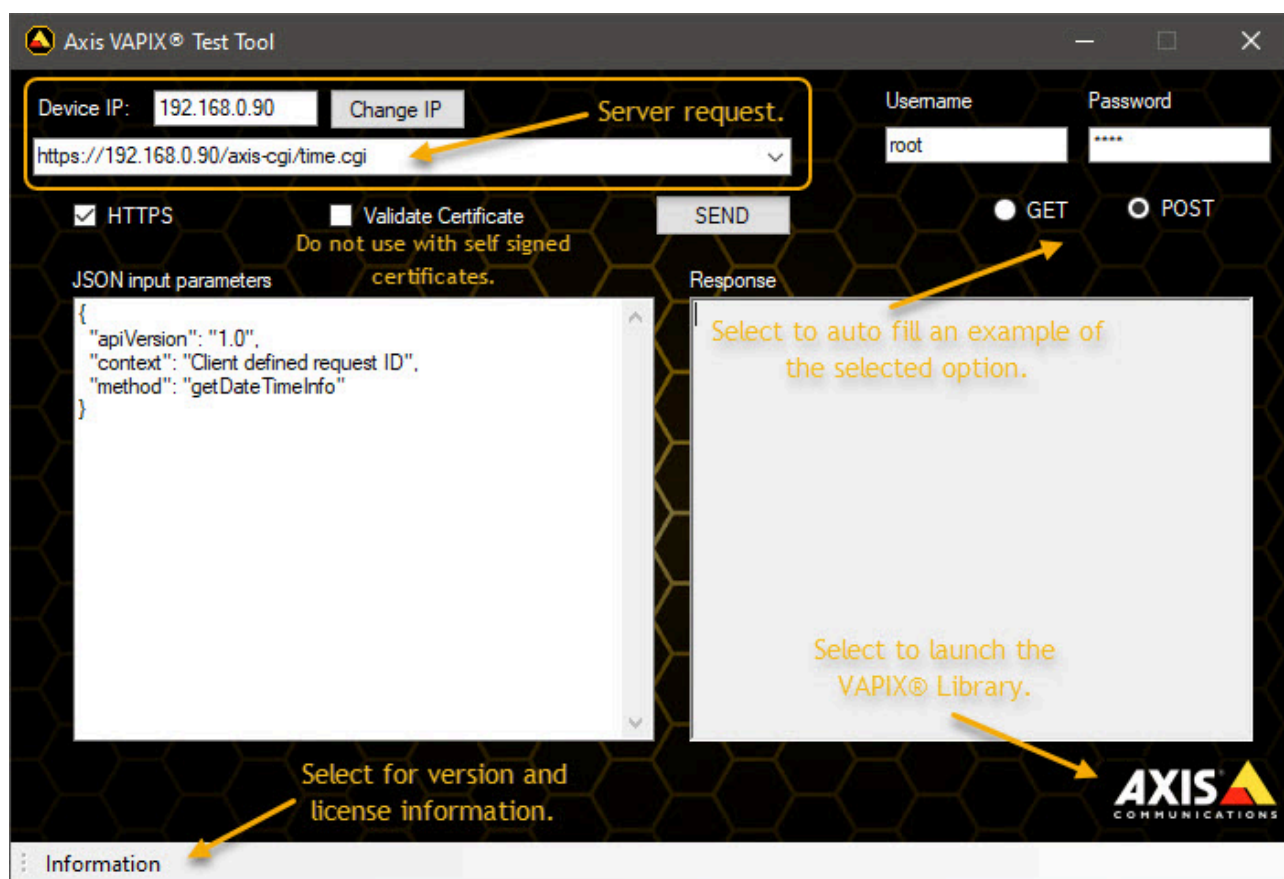 Axis VAPIX® Test Tool
Device IP: 192.168.0.90 Change IP
Server request.
Username Password
https://192.168.0.90/axis-cgi/time.cgi
root ****
HTTPS Validate Certificate SEND GET POST
Do not use with self signed
certificates.
JSON input parameters
{
"apiVersion": "1.0",
"context": "Client defined request ID",
"method": "getDateTimeInfo"
}
Response
Select to auto fill an example of
the selected option.
Select to launch the
VAPIX® Library.
Select for version and
license information.
AXIS
COMMUNICATIONS
Information